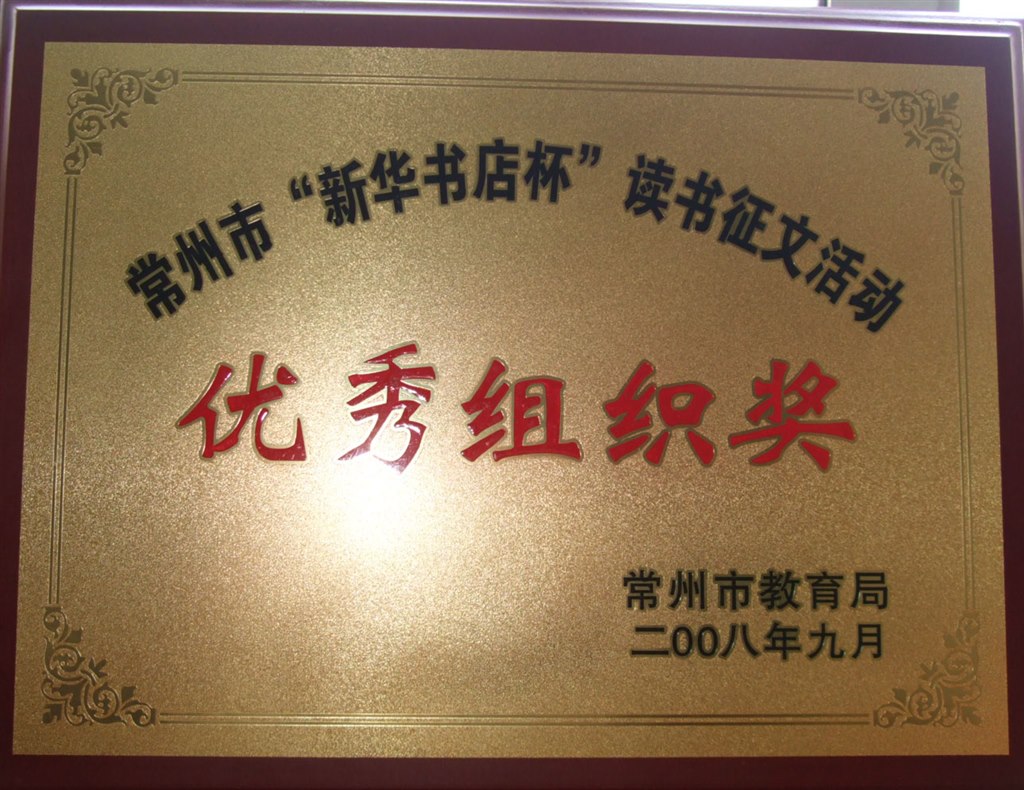 常州市“新华书店杯”读书征文活动
优秀组织奖
常州市教育局
二00八年九月